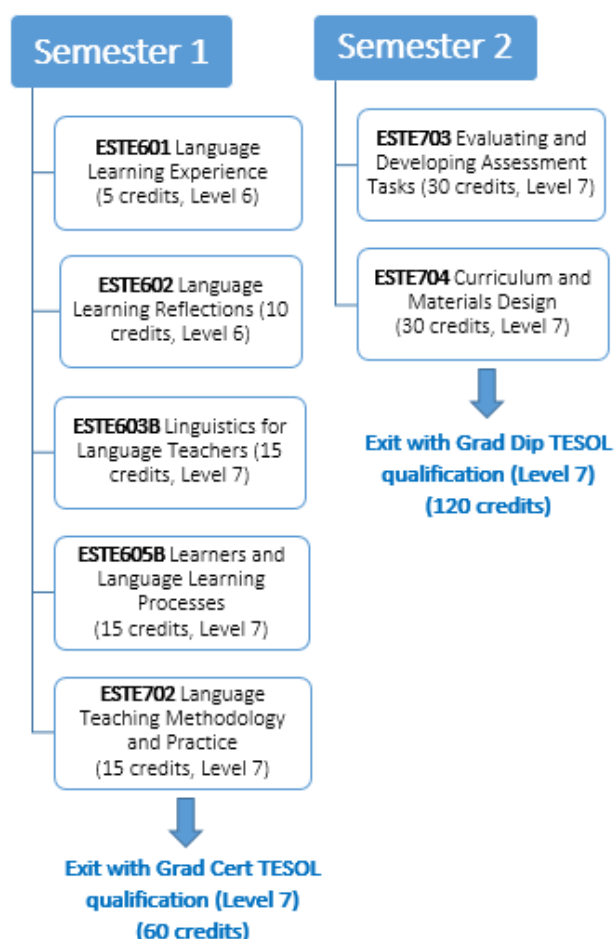 Semester 1
ESTE601 Language
Learning Experience
(5 credits, Level 6)
ESTE602 Language
Learning Reflections (10
credits, Level 6)
ESTE603B Linguistics for
Language Teachers (15
credits, Level 7)
ESTE605B Learners and
Language Learning
Processes
(15 credits, Level 7)
ESTE702 Language
Teaching Methodology
and Practice
(15 credits, Level 7)
Exit with Grad Cert TESOL
qualification (Level 7)
(60 credits)
Semester 2
ESTE703 Evaluating and
Developing Assessment
Tasks (30 credits, Level 7)
ESTE704 Curriculum and
Materials Design
(30 credits, Level 7)
Exit with Grad Dip TESOL
qualification (Level 7)
(120 credits)